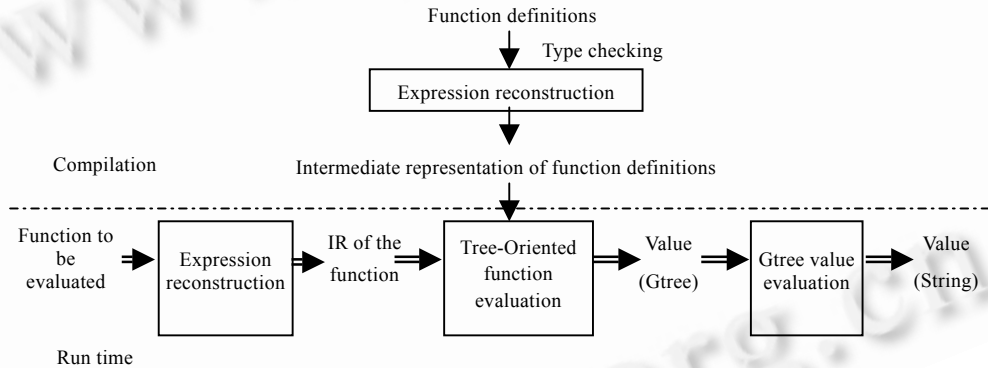 Function definitions
Type checking
Expression reconstruction
Compilation
Intermediate representation of function definitions
Function to
be
evaluated
Expression
reconstruction
IR of the
function
Tree-Oriented
function
evaluation
Value
(Gtree)
Gtree value
evaluation
Value
(String)
Run time